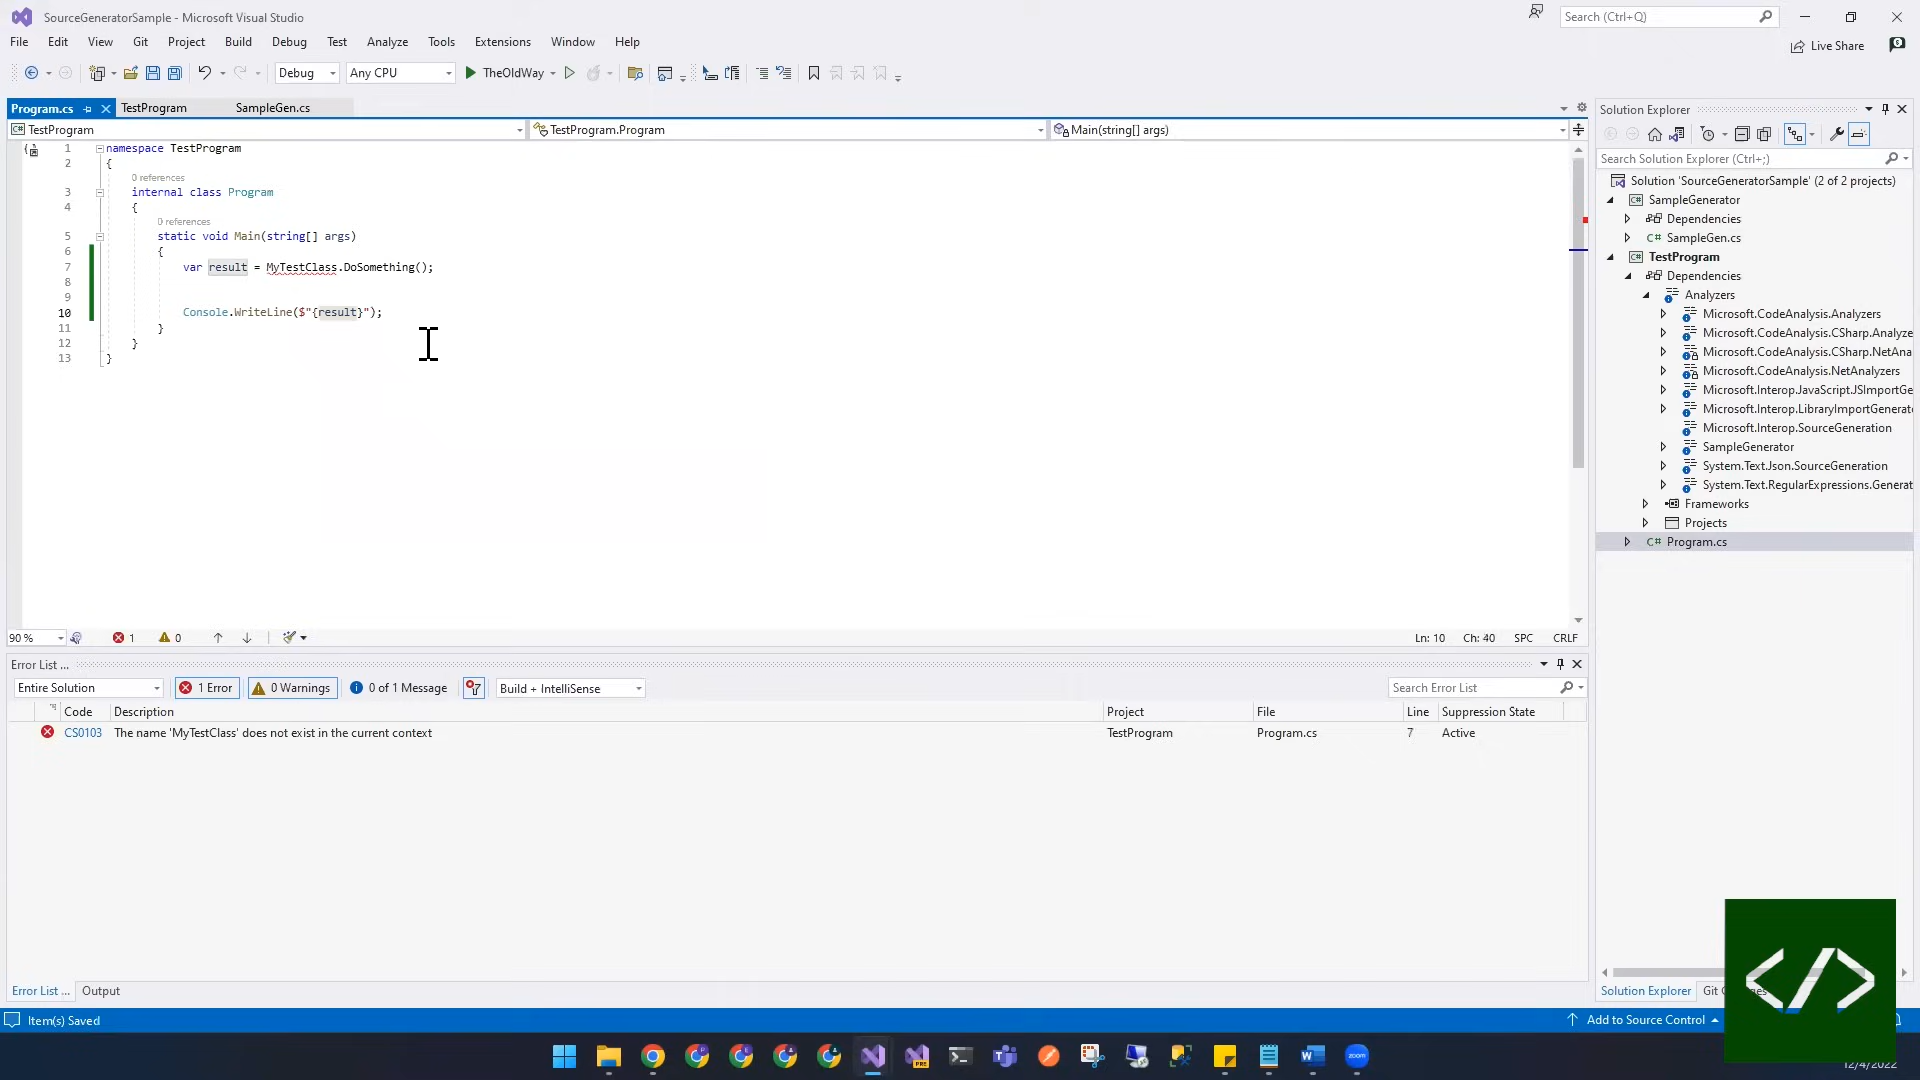 SourceGeneratorSample - Microsoft Visual Studio
Search (Ctrl+Q)
File Edit View Git Project Build Debug Test Analyze Tools Extensions Window Help
Live Share
Debug Any CPU TheOldWay
Program.cs TestProgram SampleGen.cs
TestProgram TestProgram.Program Main(string[] args)
1 namespace TestProgram
2 {
0 references
3 internal class Program
4 {
0 references
5 static void Main(string[] args)
6 {
7 var result = MyTestClass.DoSomething();
8
9
10 Console.WriteLine($"{result}");
11 }
12 }
13 }
90 % 1 0 Ln: 10 Ch: 40 SPC CRLF
Error List ...
Entire Solution 1 Error 0 Warnings 0 of 1 Message Build + IntelliSense Search Error List
Code Description Project File Line Suppression State
CS0103 The name 'MyTestClass' does not exist in the current context TestProgram Program.cs 7 Active
Error List ... Output
Solution Explorer
Search Solution Explorer (Ctrl+;)
Solution 'SourceGeneratorSample' (2 of 2 projects)
C# SampleGenerator
Dependencies
C# SampleGen.cs
C# TestProgram
Dependencies
Analyzers
Microsoft.CodeAnalysis.Analyzers
Microsoft.CodeAnalysis.CSharp.Analyze
Microsoft.CodeAnalysis.CSharp.NetAna
Microsoft.CodeAnalysis.NetAnalyzers
Microsoft.Interop.JavaScript.JSImportGe
Microsoft.Interop.LibraryImportGenerat
Microsoft.Interop.SourceGeneration
SampleGenerator
System.Text.Json.SourceGeneration
System.Text.RegularExpressions.Generat
Frameworks
Projects
C# Program.cs
Solution Explorer Git
Item(s) Saved
Add to Source Control
</>
PRE
zoom
12/4/2022